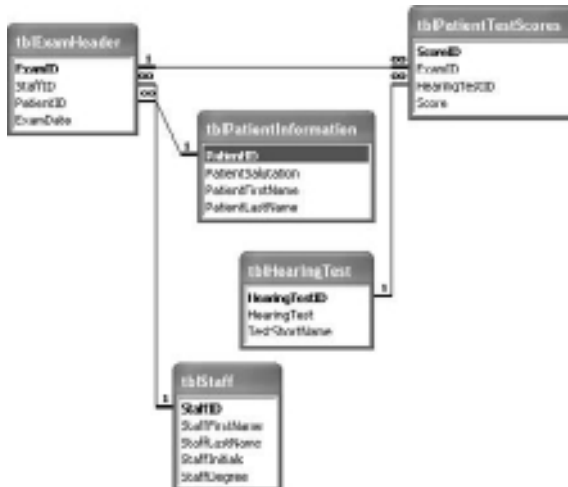 tblExamHeader
ExamID
StaffID
PatientID
ExamDate
tblPatientTestScores
ScoreID
ExamID
HearingTestID
Score
tblPatientInformation
PatientID
PatientSalutation
PatientFirstName
PatientLastName
tblHearingTest
HearingTestID
HearingTest
TestShortName
tblStaff
StaffID
StaffFirstName
StaffLastName
StaffInitials
StaffDegree
1
∞
∞
∞
∞
1
1
1